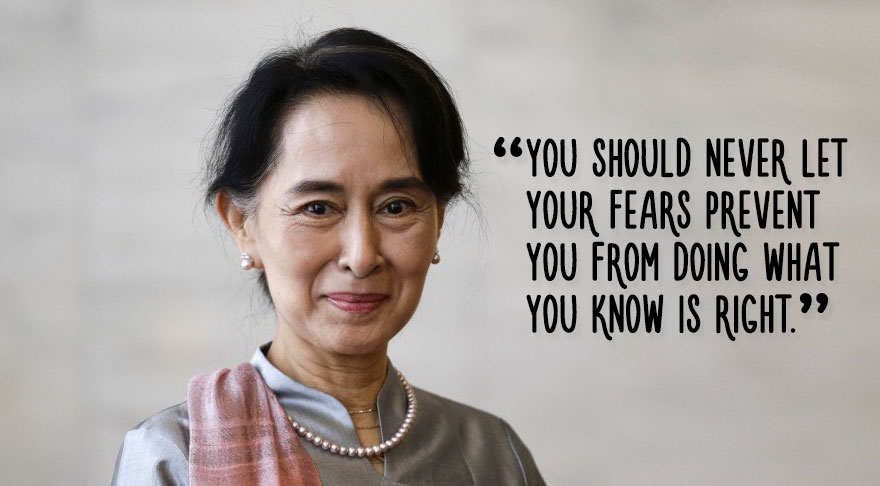 “YOU SHOULD NEVER LET
YOUR FEARS PREVENT
YOU FROM DOING WHAT
YOU KNOW IS RIGHT.”